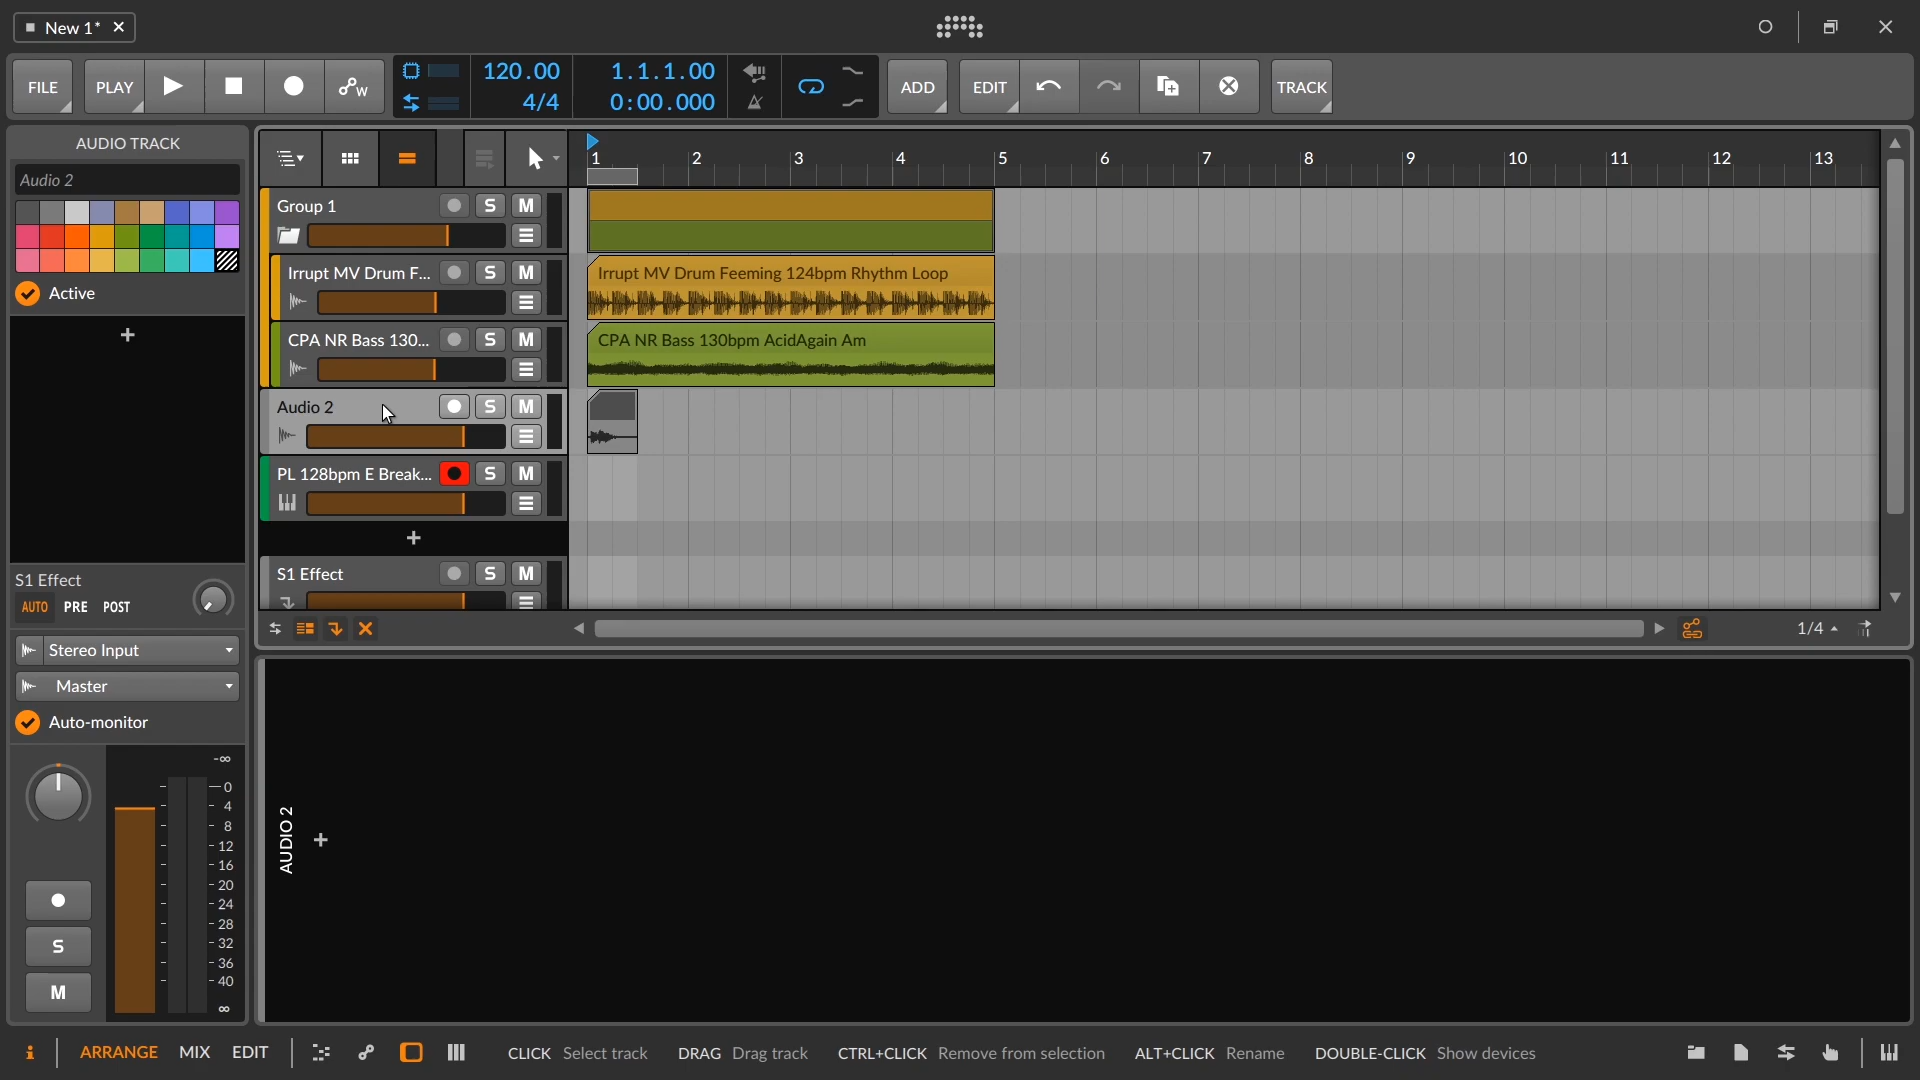 New 1*
FILE PLAY W 120.00 4/4 1.1.1.00 0:00.000 ADD EDIT TRACK
AUDIO TRACK
Audio 2
Active
S1 Effect
AUTO PRE POST
Stereo Input
Master
Auto-monitor
-∞
0
4
8
12
16
20
24
28
32
36
40
∞
S
M
1 2 3 4 5 6 7 8 9 10 11 12 13
Group 1 S M
Irrupt MV Drum F... S M
Irrupt MV Drum Feeming 124bpm Rhythm Loop
CPA NR Bass 130... S M
CPA NR Bass 130bpm AcidAgain Am
Audio 2 S M
PL 128bpm E Break... S M
+
S1 Effect S M
1/4
AUDIO 2 +
i ARRANGE MIX EDIT CLICK Select track DRAG Drag track CTRL+CLICK Remove from selection ALT+CLICK Rename DOUBLE-CLICK Show devices